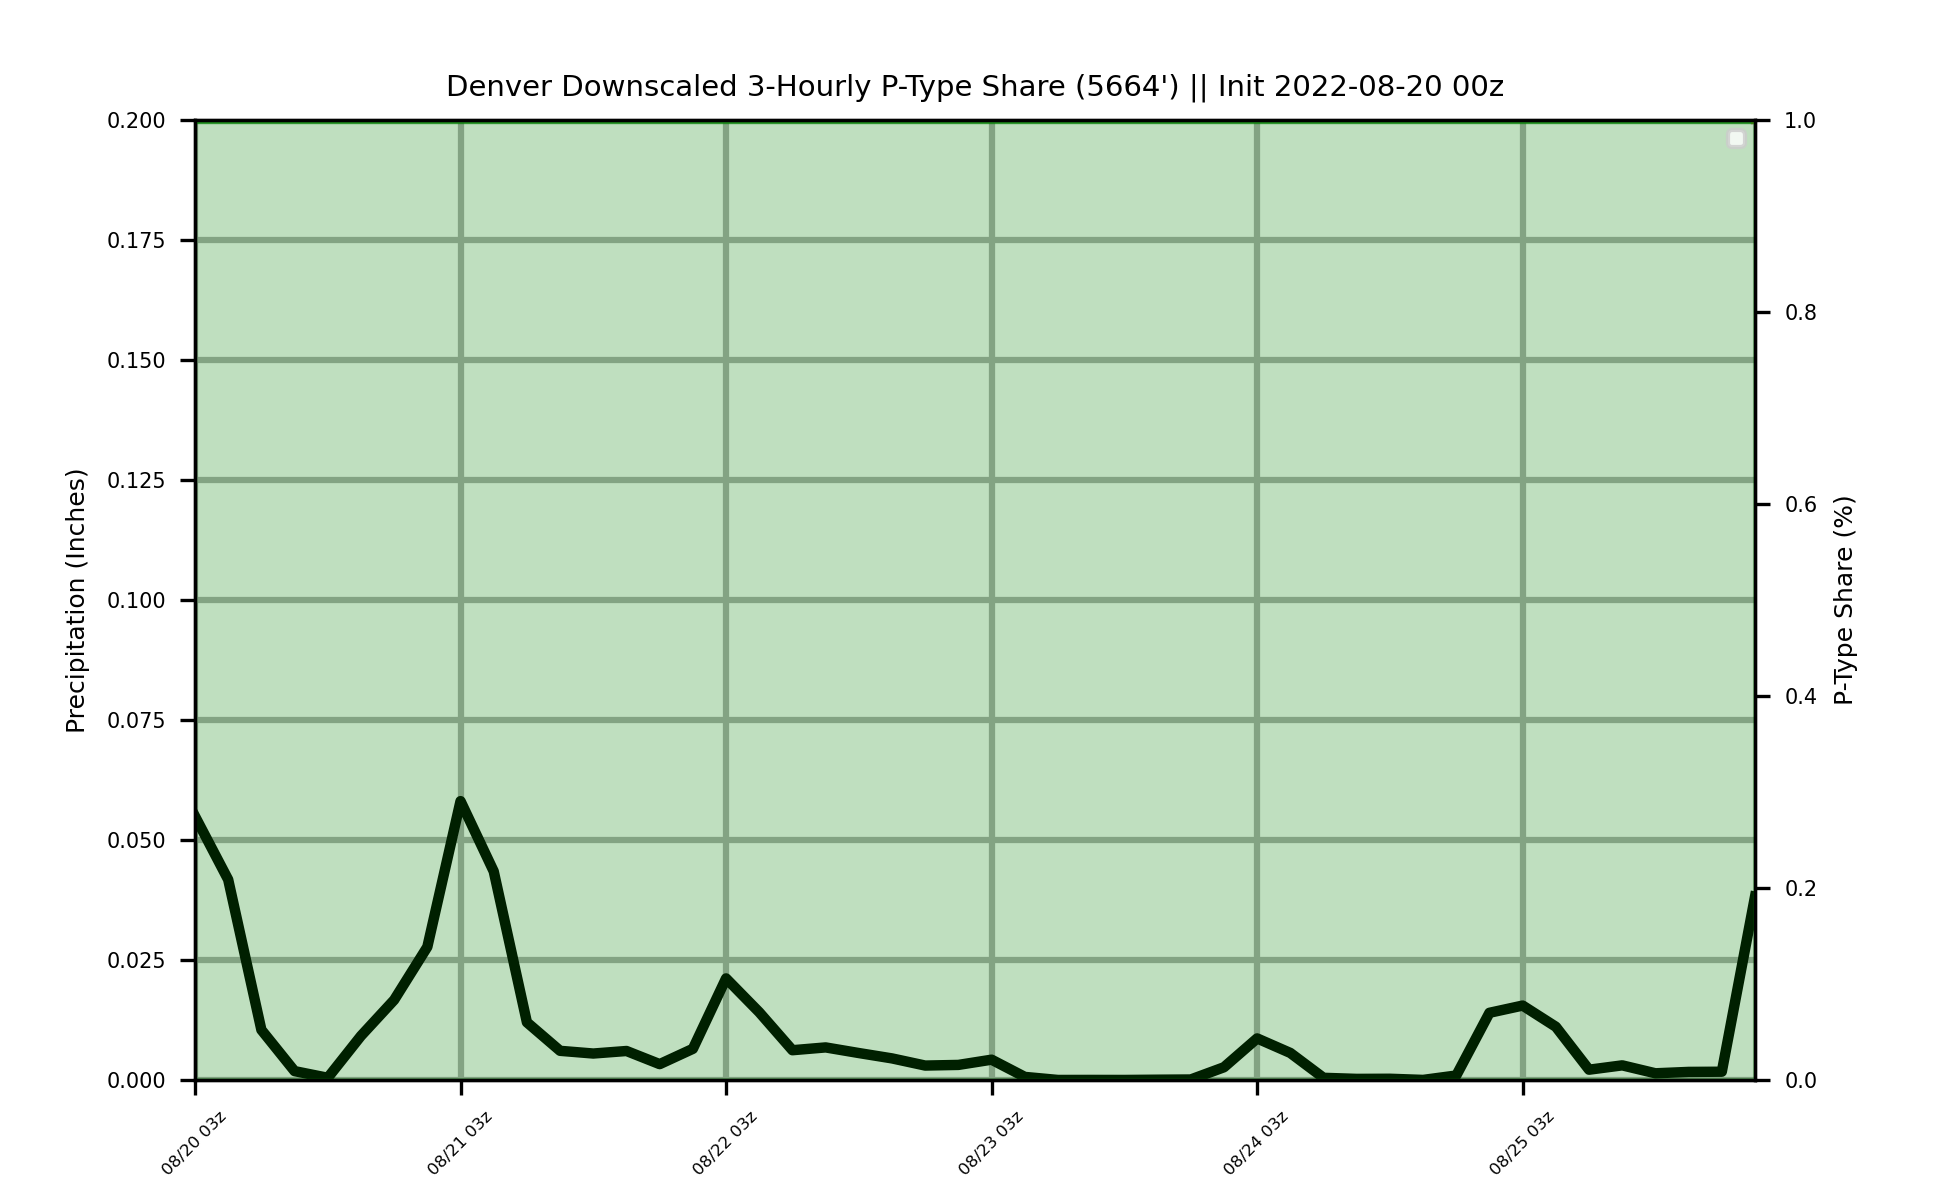 Denver Downscaled 3-Hourly P-Type Share (5664') || Init 2022-08-20 00z
Precipitation (Inches)
0.200
0.175
0.150
0.125
0.100
0.075
0.050
0.025
0.000
1.0
0.8
0.6
0.4
0.2
0.0
P-Type Share (%)
08/20 03z
08/21 03z
08/22 03z
08/23 03z
08/24 03z
08/25 03z